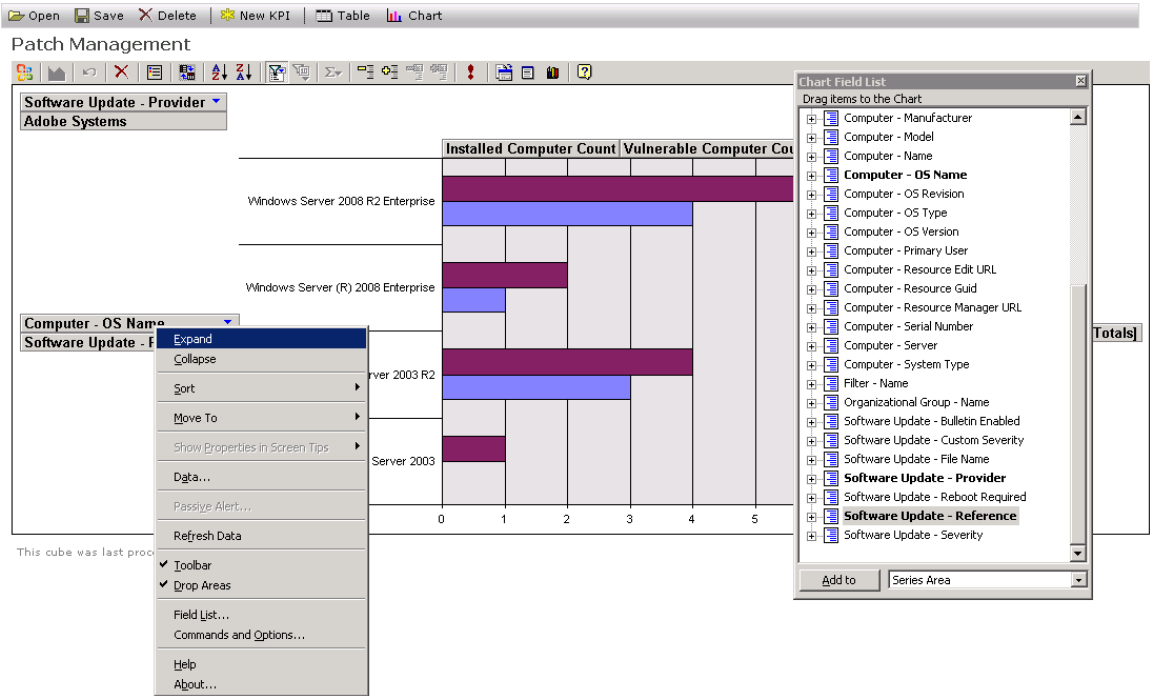 Open Save Delete New KPI Table Chart
Patch Management
Software Update - Provider
Adobe Systems
Installed Computer Count Vulnerable Computer Cou
Windows Server 2008 R2 Enterprise
Windows Server (R) 2008 Enterprise
Computer - OS Name
Software Update - F
rver 2003 R2
Server 2003
Totals]
0 1 2 3 4 5
This cube was last proce
Expand
Collapse
Sort
Move To
Show Properties in Screen Tips
Data...
Passive Alert...
Refresh Data
Toolbar
Drop Areas
Field List...
Commands and Options...
Help
About...
Chart Field List
Drag items to the Chart
Computer - Manufacturer
Computer - Model
Computer - Name
Computer - OS Name
Computer - OS Revision
Computer - OS Type
Computer - OS Version
Computer - Primary User
Computer - Resource Edit URL
Computer - Resource Guid
Computer - Resource Manager URL
Computer - Serial Number
Computer - Server
Computer - System Type
Filter - Name
Organizational Group - Name
Software Update - Bulletin Enabled
Software Update - Custom Severity
Software Update - File Name
Software Update - Provider
Software Update - Reboot Required
Software Update - Reference
Software Update - Severity
Add to Series Area